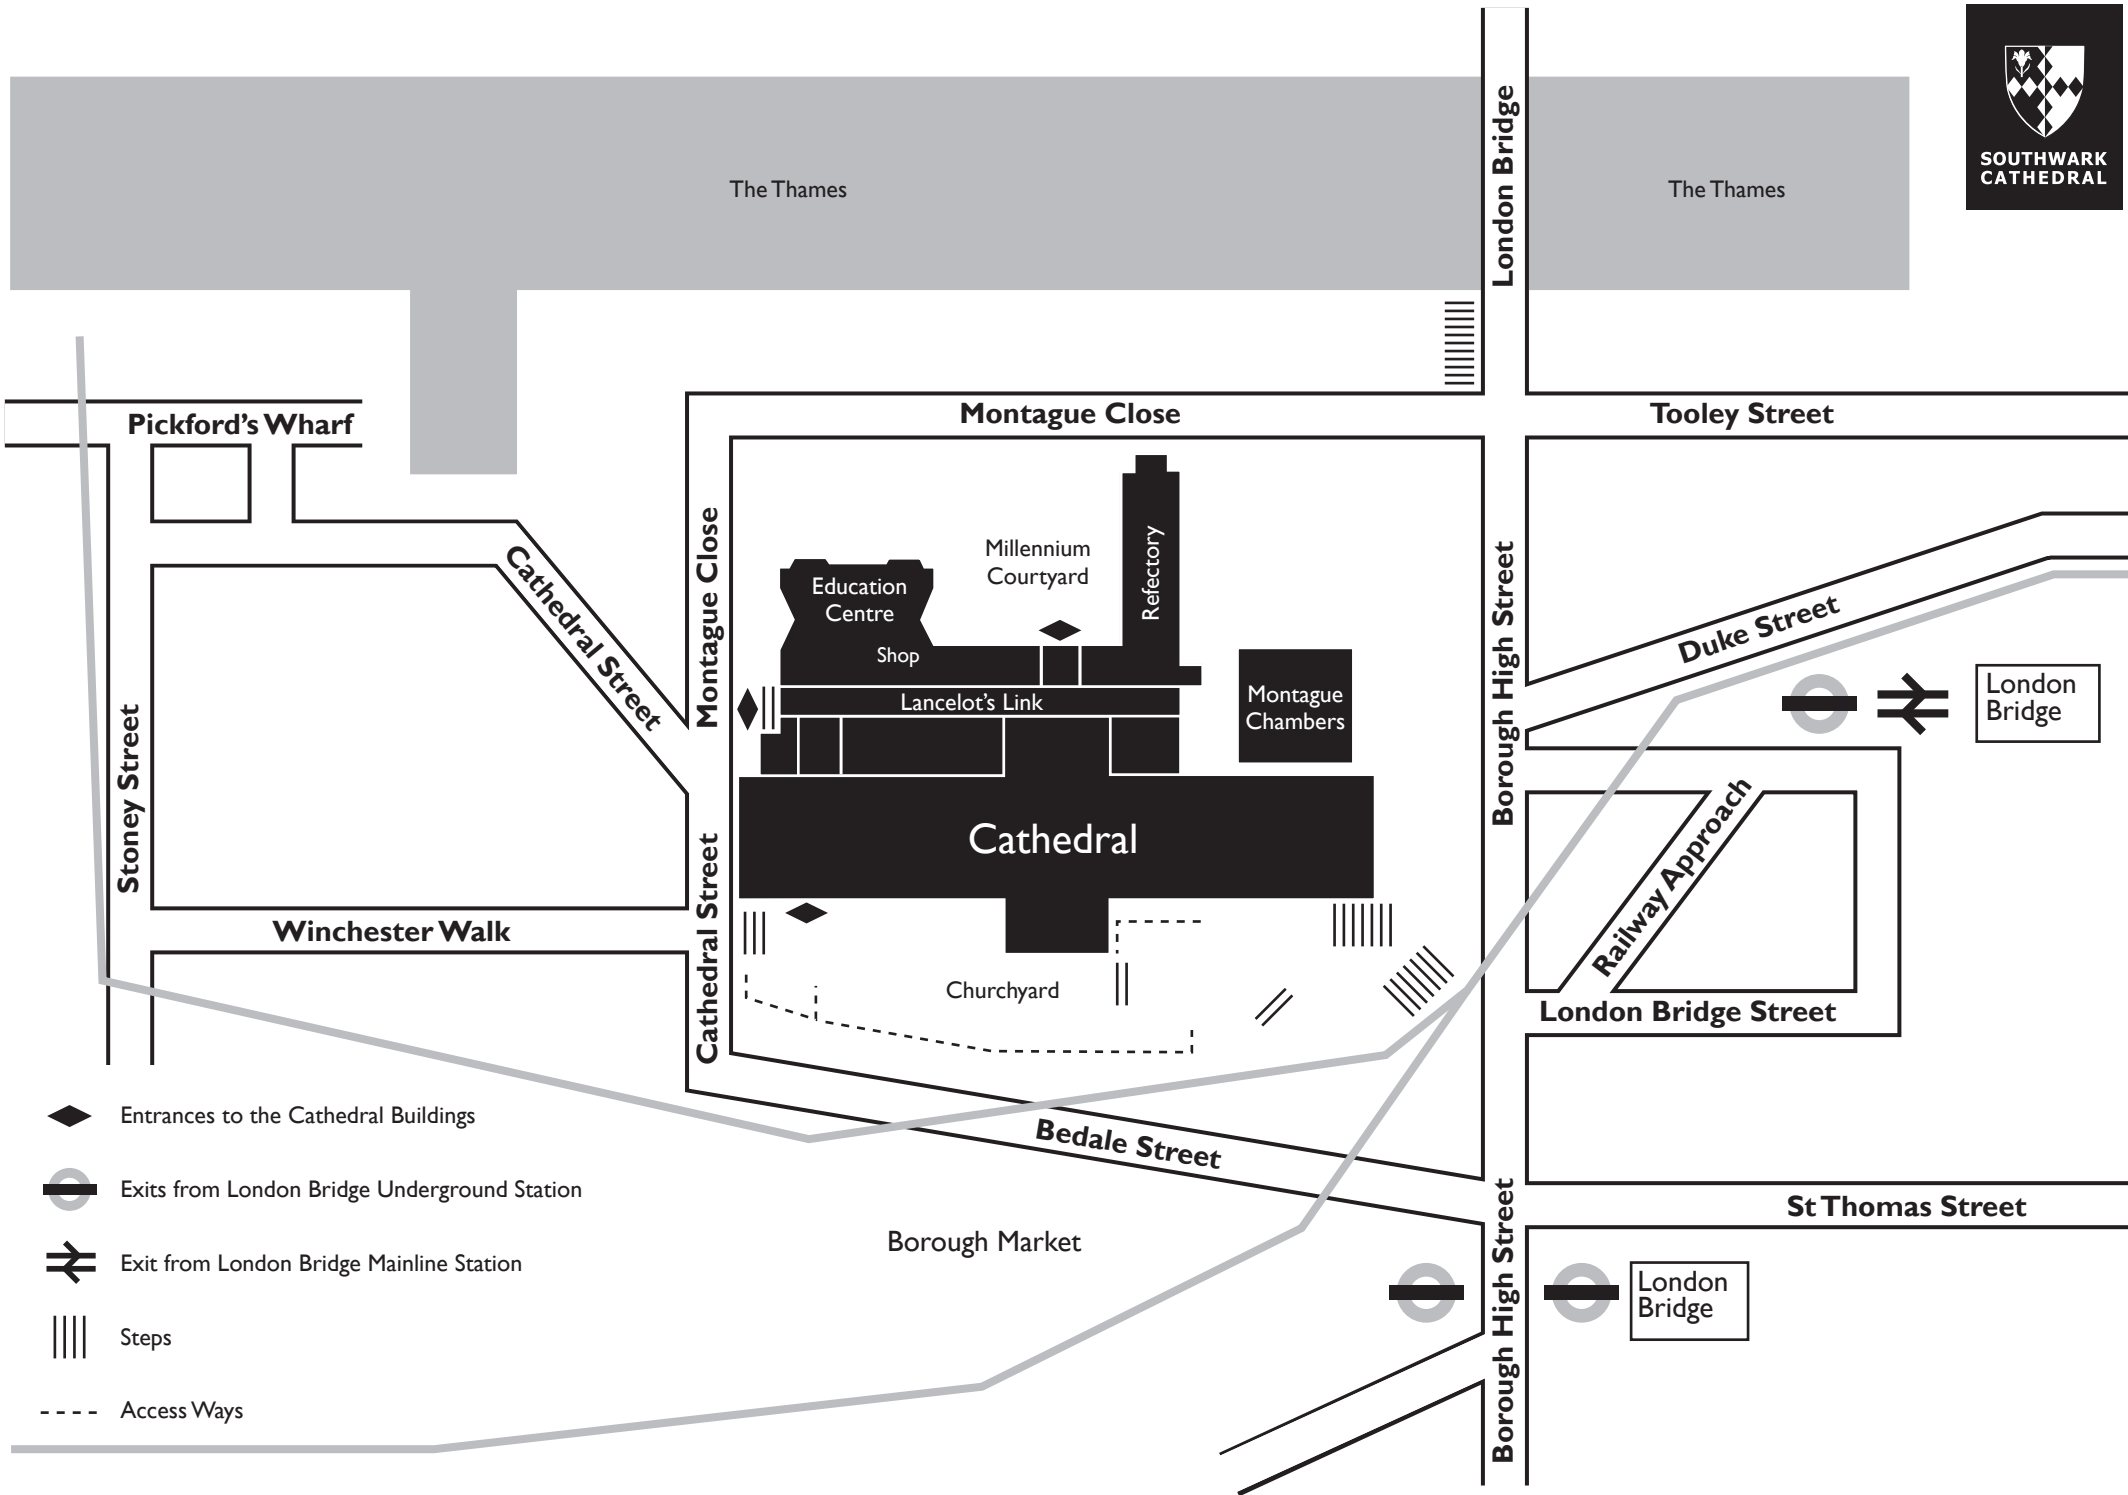 London Bridge
SOUTHWARK
CATHEDRAL
The Thames
The Thames
Pickford's Wharf
Montague Close
Tooley Street
Cathedral Street
Montague Close
Millennium
Courtyard
Refectory
Education
Centre
Shop
Lancelot's Link
Montague
Chambers
Borough High Street
Duke Street
London
Bridge
Stoney Street
Cathedral
Railway Approach
Winchester Walk
Cathedral Street
Churchyard
London Bridge Street
Bedale Street
St Thomas Street
Borough Market
Borough High Street
London
Bridge
Entrances to the Cathedral Buildings
Exits from London Bridge Underground Station
Exit from London Bridge Mainline Station
Steps
Access Ways